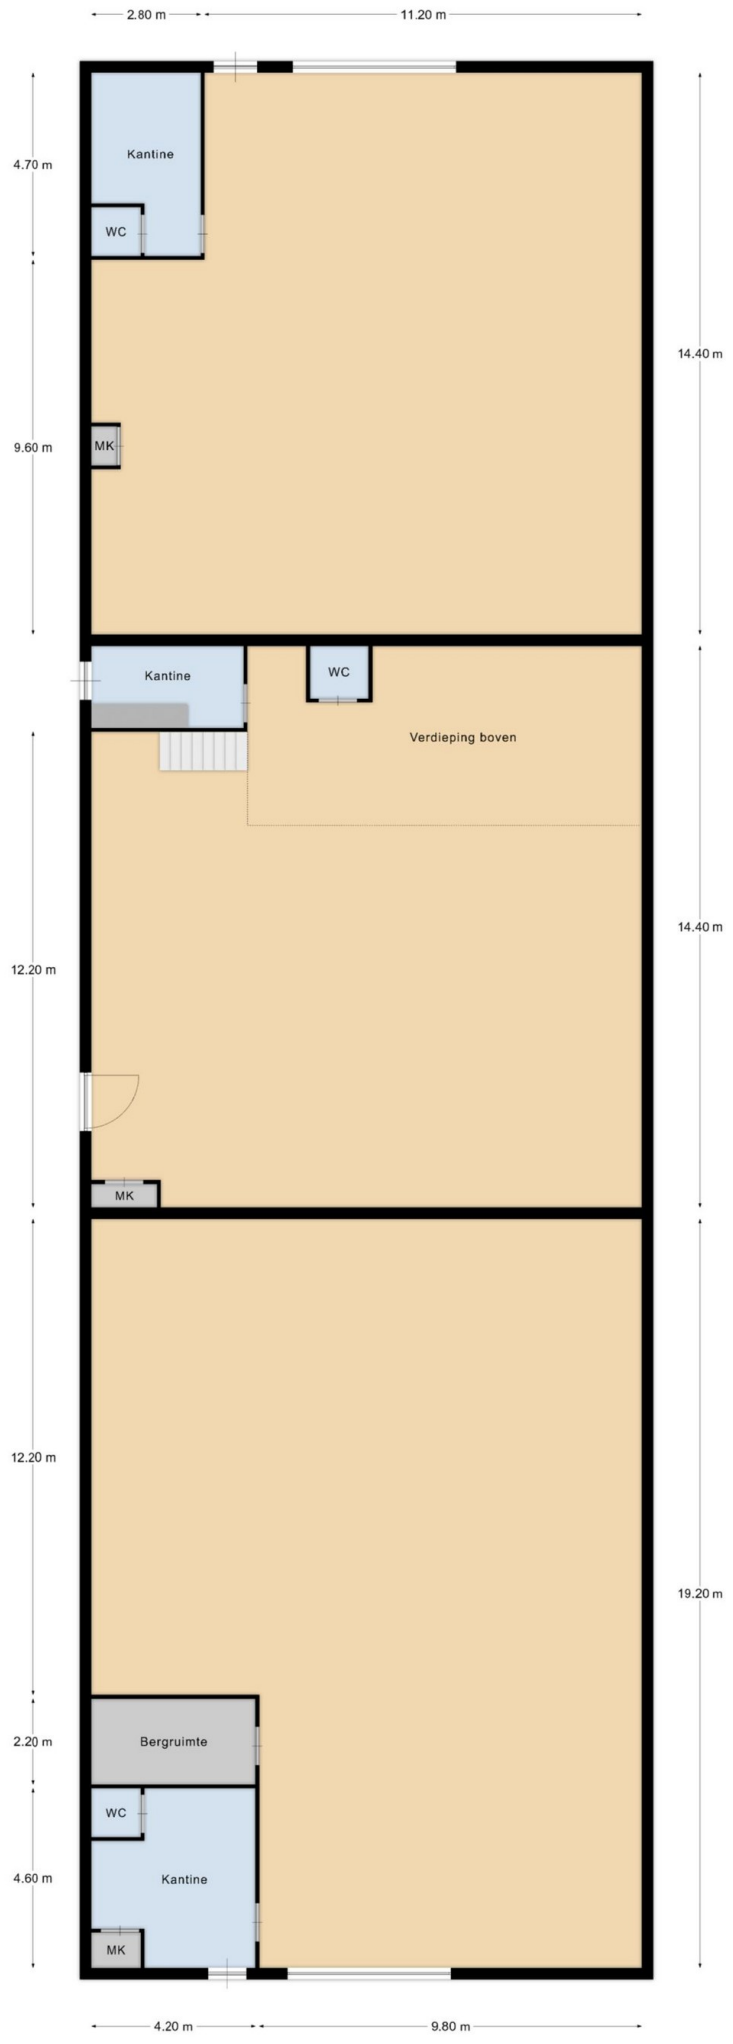 2.80 m
11.20 m
Kantine
4.70 m
WC
14.40 m
MK
9.60 m
Kantine
WC
Verdieping boven
14.40 m
12.20 m
MK
12.20 m
19.20 m
Bergruimte
2.20 m
WC
Kantine
4.60 m
MK
4.20 m
9.80 m